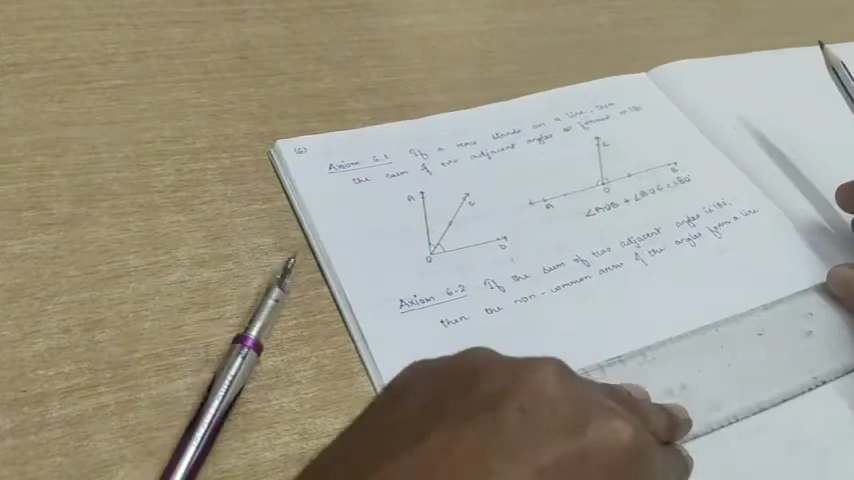 (6)
Axiom 6.1 If a ray stands on a line, then
the sum of two adjacent angles so formed is 180
A
C
O
B
C
A
O
B
∠AOB + ∠BOC = 180°
Axiom 6.2 If the sum of two adjacent angles is 180°,
then the non-common arms of the angles form a line